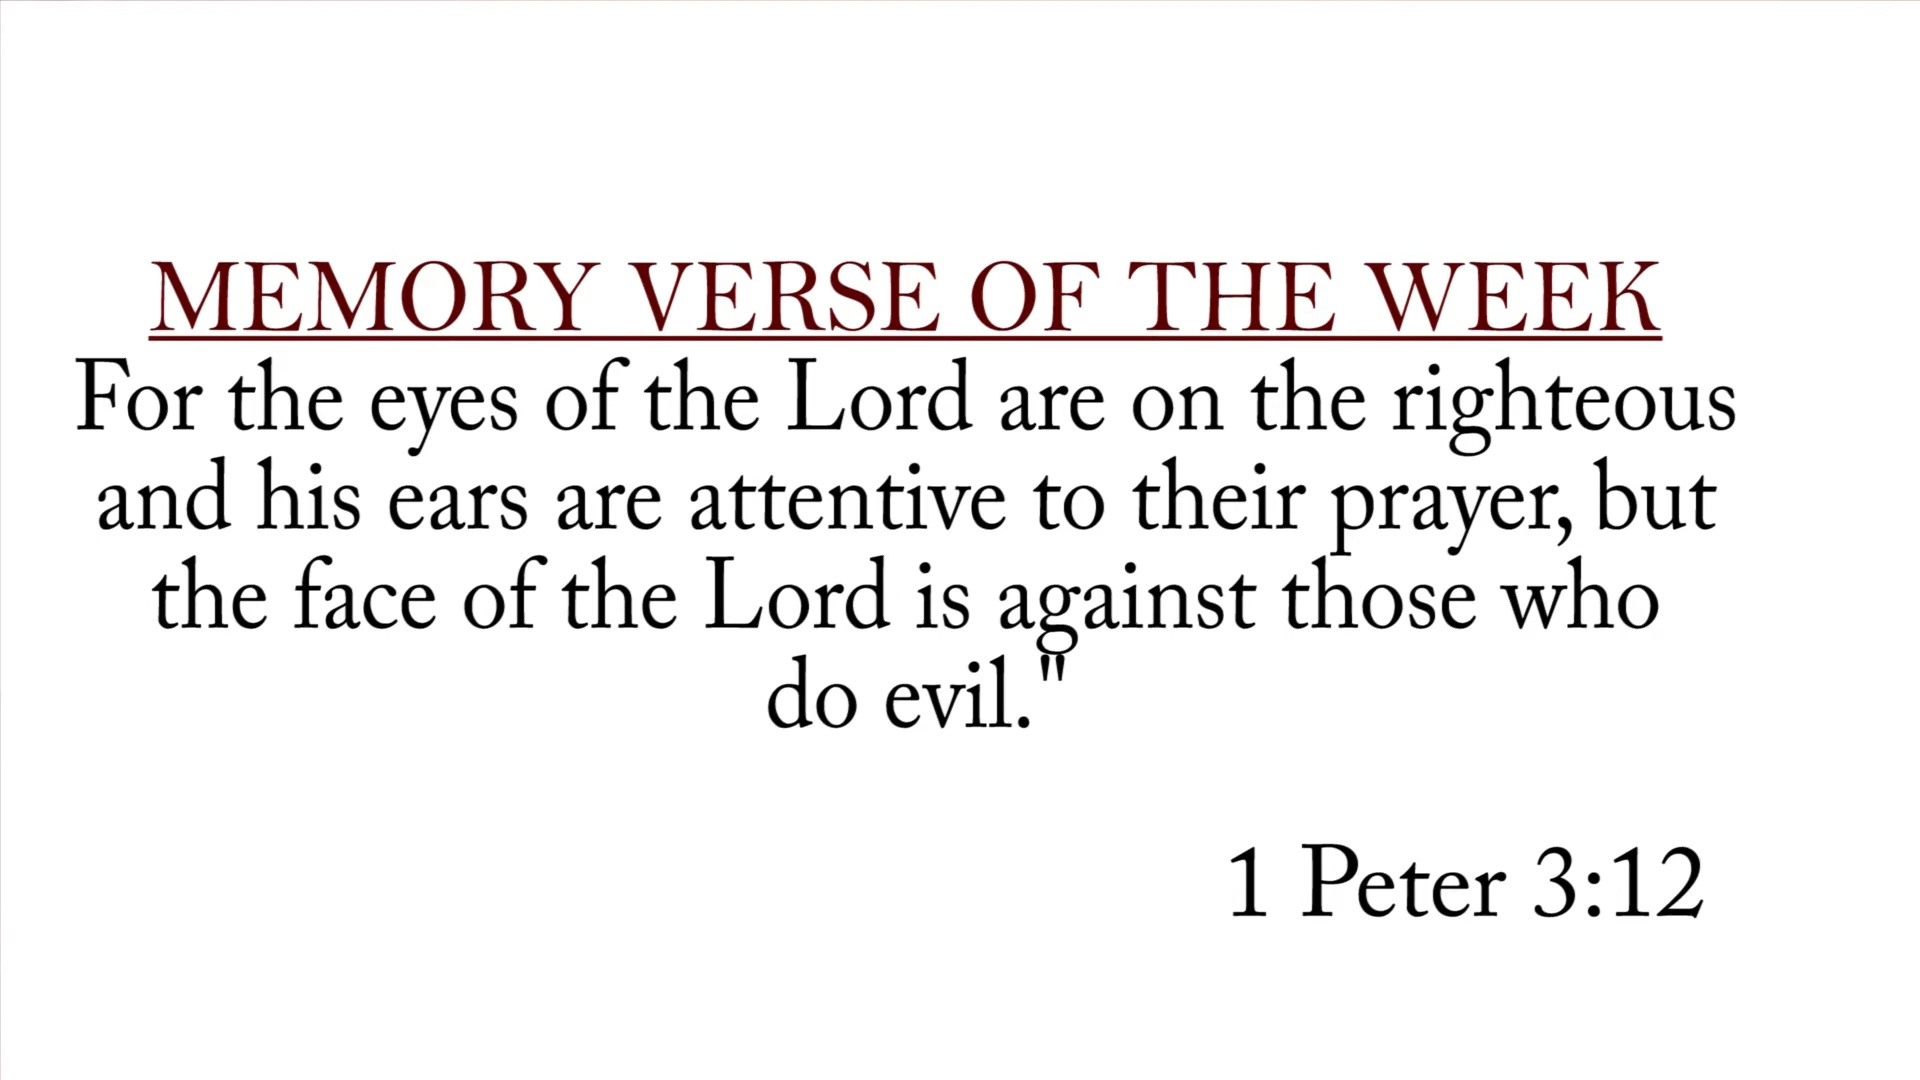 MEMORY VERSE OF THE WEEK
For the eyes of the Lord are on the righteous
and his ears are attentive to their prayer, but
the face of the Lord is against those who
do evil."
1 Peter 3:12